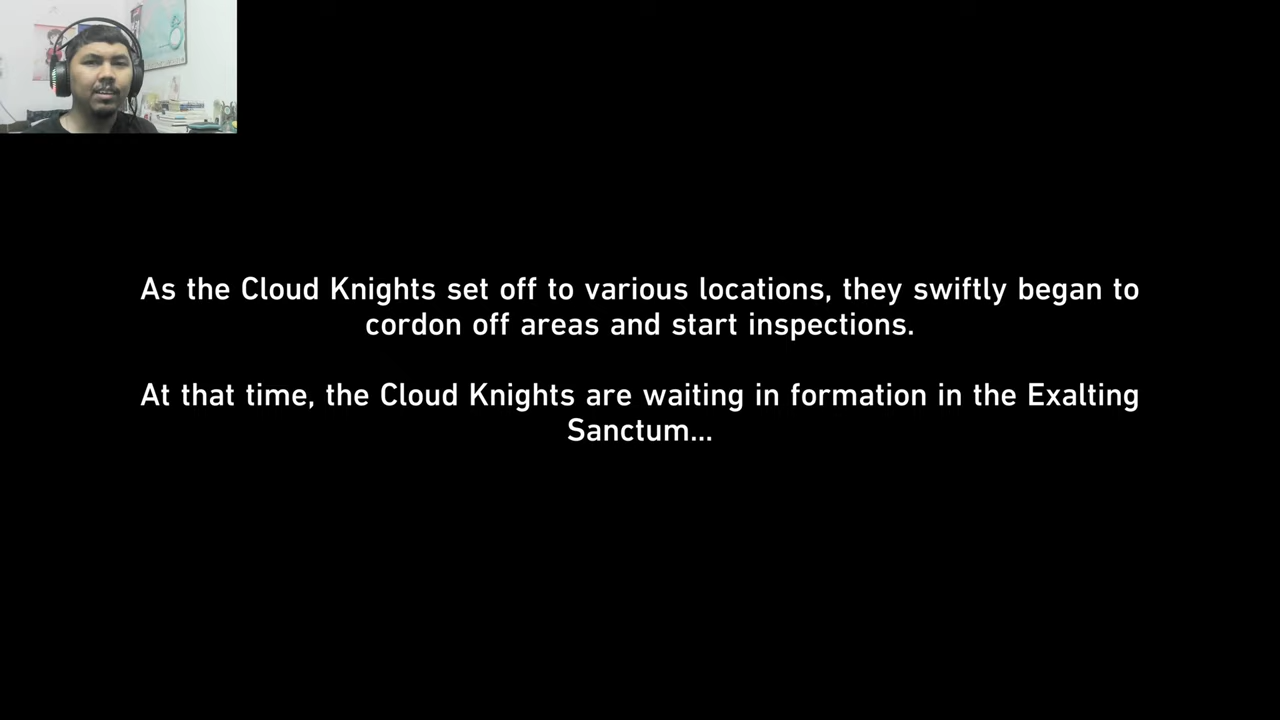 As the Cloud Knights set off to various locations, they swiftly began to
cordon off areas and start inspections.
At that time, the Cloud Knights are waiting in formation in the Exalting
Sanctum...